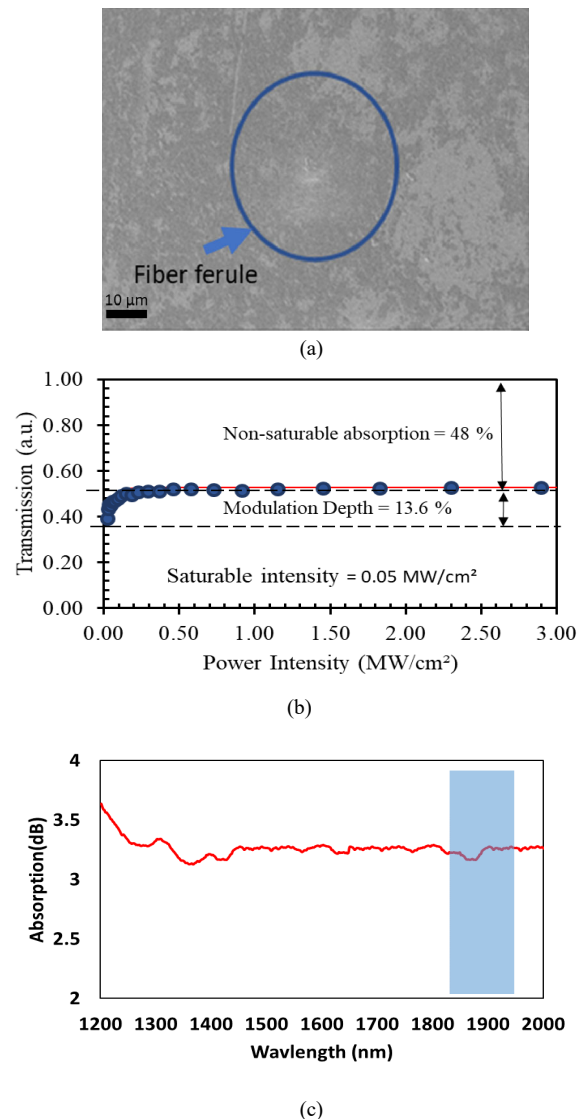 Fiber ferule
10 µm
(a)
1.00
0.80
0.60
0.40
0.20
0.00
Transmission (a.u.)
Non-saturable absorption = 48 %
Modulation Depth = 13.6 %
Saturable intensity = 0.05 MW/cm²
0.00 0.50 1.00 1.50 2.00 2.50 3.00
Power Intensity (MW/cm²)
(b)
4
3.5
3
2.5
2
Absorption(dB)
1200 1300 1400 1500 1600 1700 1800 1900 2000
Wavlength (nm)
(c)